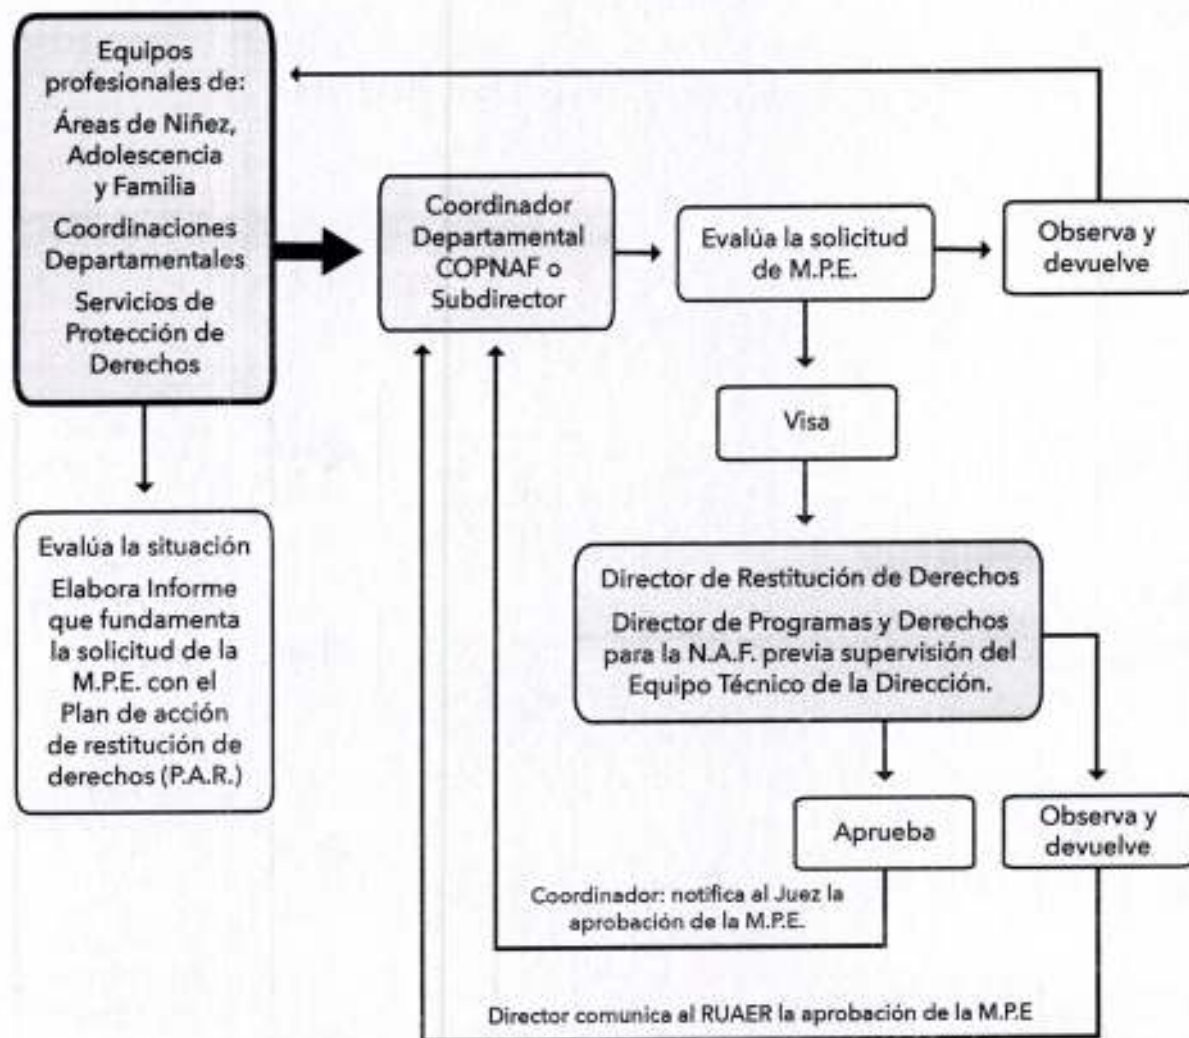 Equipos
profesionales de:
Áreas de Niñez,
Adolescencia
y Familia
Coordinaciones
Departamentales
Servicios de
Protección de
Derechos
Evalúa la situación
Elabora Informe
que fundamenta
la solicitud de la
M.P.E. con el
Plan de acción
de restitución de
derechos (P.A.R.)
Coordinador
Departamental
COPNAF o
Subdirector
Evalúa la solicitud
de M.P.E.
Observa y
devuelve
Visa
Director de Restitución de Derechos
Director de Programas y Derechos
para la N.A.F. previa supervisión del
Equipo Técnico de la Dirección.
Aprueba
Observa y
devuelve
Coordinador: notifica al Juez la
aprobación de la M.P.E.
Director comunica al RUAER la aprobación de la M.P.E